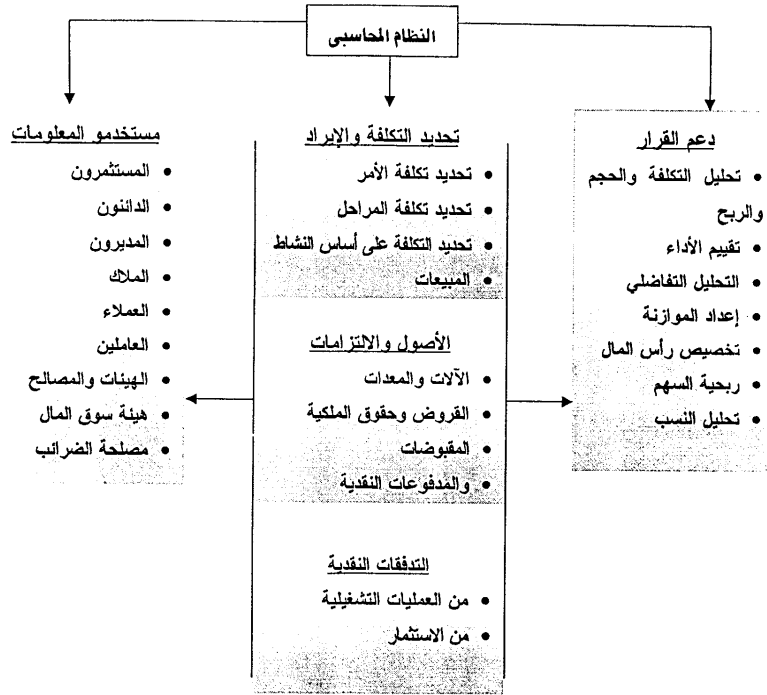 النظام المحاسبى
دعم القرار
• تحليل التكلفة والحجم
والربح
• تقييم الأداء
• التحليل التفاضلي
• إعداد الموازنة
• تخصيص رأس المال
• ربحية السهم
• تحليل النسب
تحديد التكلفة والإيراد
• تحديد تكلفة الأمر
• تحديد تكلفة المراحل
• تحديد التكلفة على أساس النشاط
• المبيعات
الأصول والالتزامات
• الآلات والمعدات
• القروض وحقوق الملكية
• المقبوضات
• والمدفوعات النقدية
التدفقات النقدية
• من العمليات التشغيلية
• من الاستثمار
مستخدمو المعلومات
• المستثمرون
• الدائنون
• المديرون
• الملاك
• العملاء
• العاملين
• الهيئات والمصالح
• هيئة سوق المال
• مصلحة الضرائب